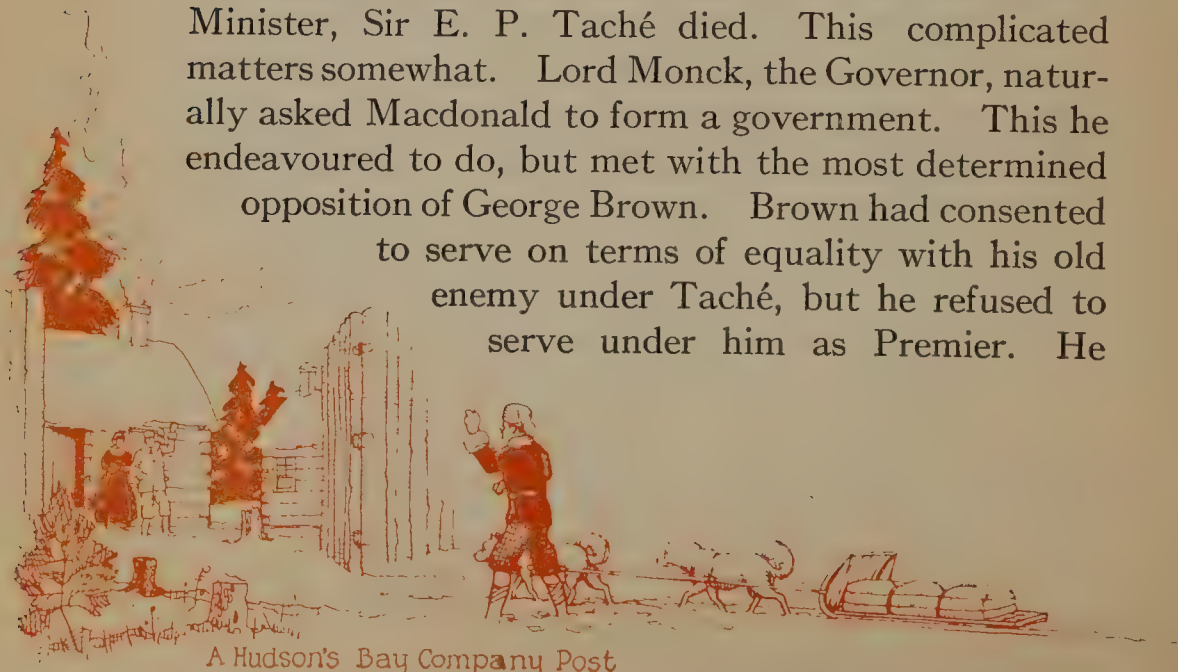 Minister, Sir E. P. Taché died. This complicated
matters somewhat. Lord Monck, the Governor, natur-
ally asked Macdonald to form a government. This he
endeavoured to do, but met with the most determined
opposition of George Brown. Brown had consented
to serve on terms of equality with his old
enemy under Taché, but he refused to
serve under him as Premier. He
A Hudson's Bay Company Post